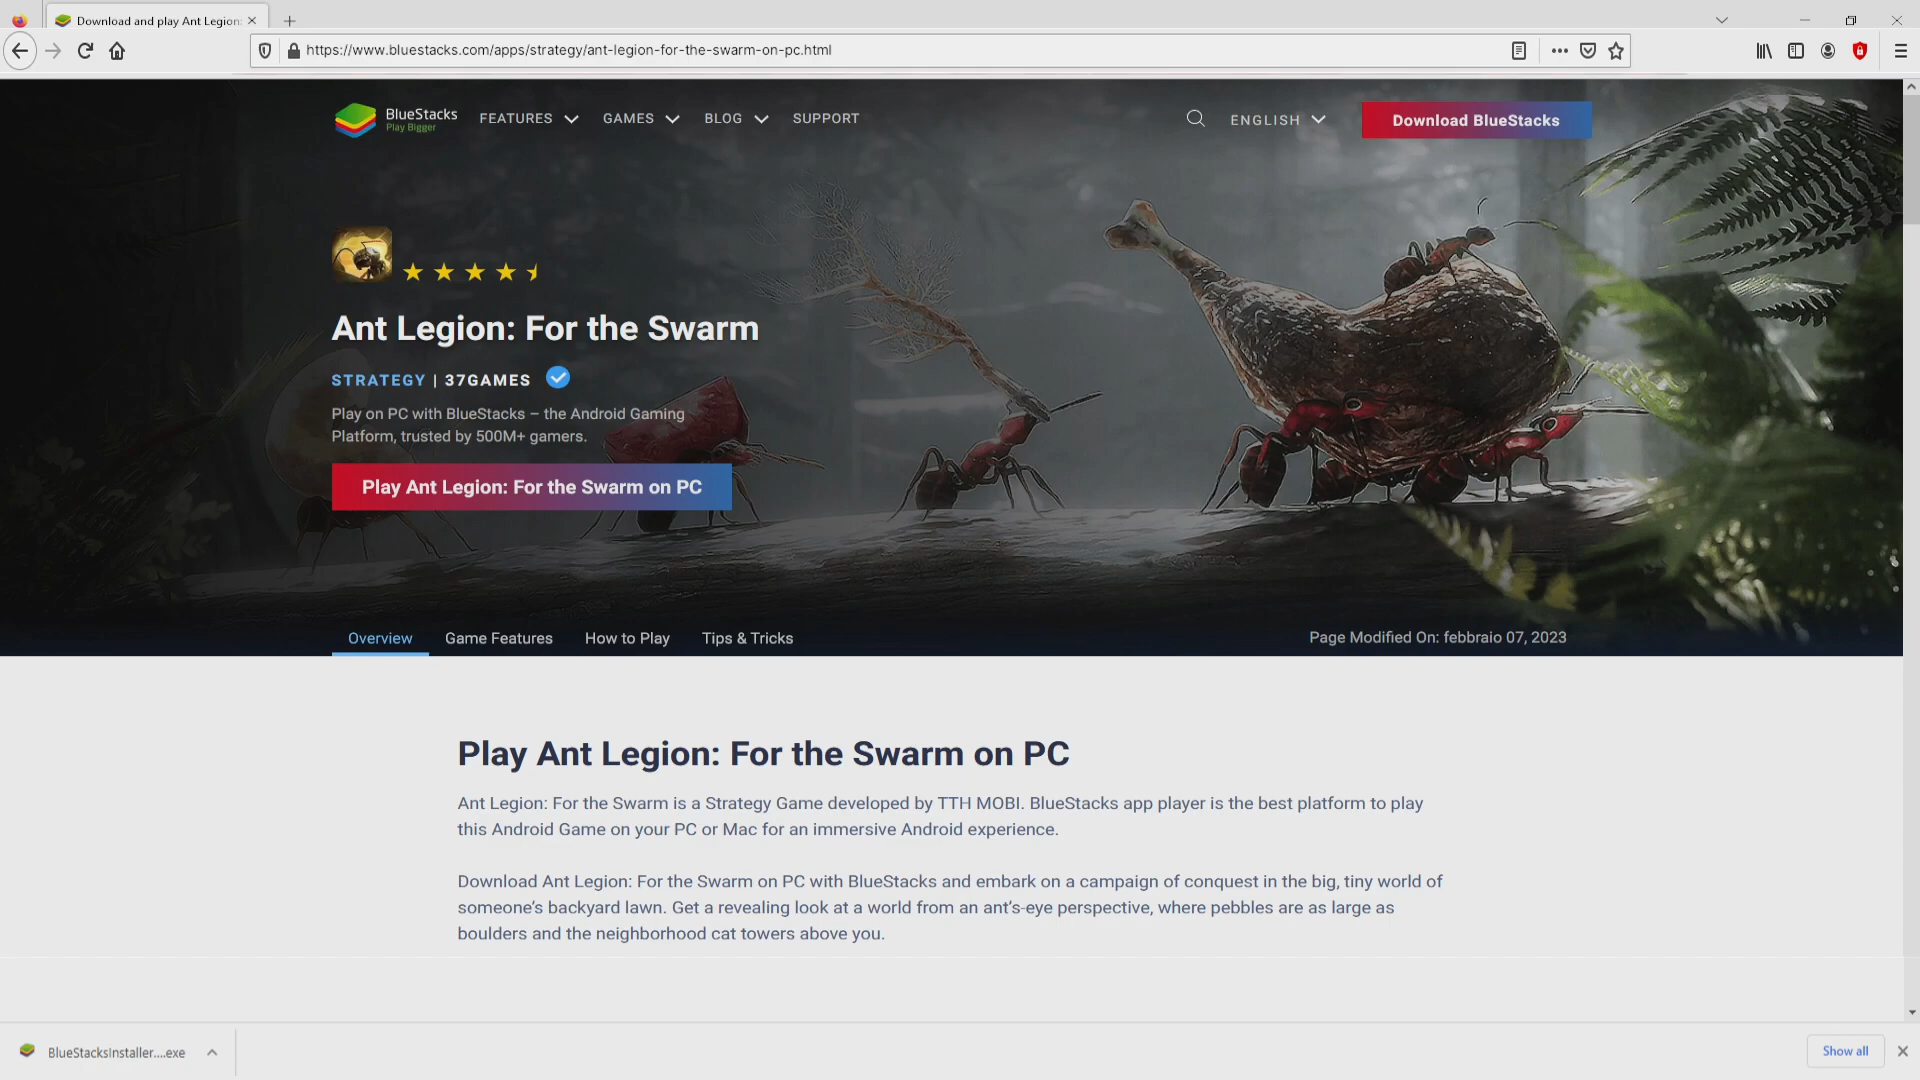 Download and play Ant Legion:
https://www.bluestacks.com/apps/strategy/ant-legion-for-the-swarm-on-pc.html
BlueStacks
Play Bigger
FEATURES
GAMES
BLOG
SUPPORT
ENGLISH
Download BlueStacks
Ant Legion: For the Swarm
STRATEGY | 37GAMES
Play on PC with BlueStacks – the Android Gaming
Platform, trusted by 500M+ gamers.
Play Ant Legion: For the Swarm on PC
Overview
Game Features
How to Play
Tips & Tricks
Page Modified On: febbraio 07, 2023
Play Ant Legion: For the Swarm on PC
Ant Legion: For the Swarm is a Strategy Game developed by TTH MOBI. BlueStacks app player is the best platform to play
this Android Game on your PC or Mac for an immersive Android experience.
Download Ant Legion: For the Swarm on PC with BlueStacks and embark on a campaign of conquest in the big, tiny world of
someone’s backyard lawn. Get a revealing look at a world from an ant’s-eye perspective, where pebbles are as large as
boulders and the neighborhood cat towers above you.
BlueStacksInstaller....exe
Show all